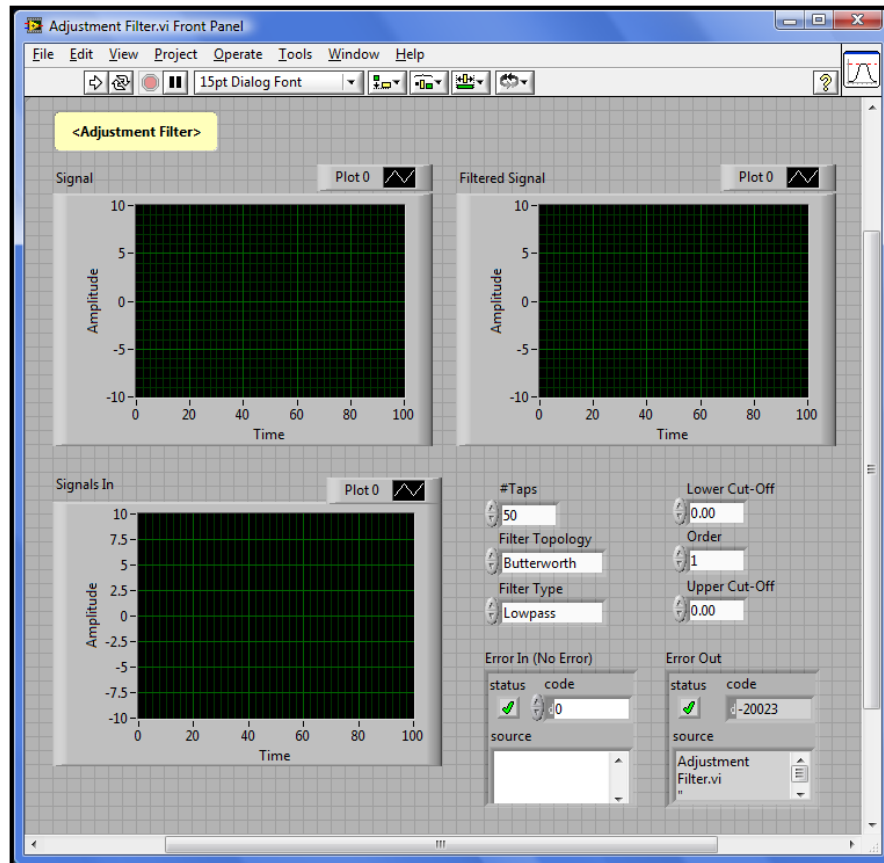 Adjustment Filter.vi Front Panel
File Edit View Project Operate Tools Window Help
15pt Dialog Font
?
<Adjustment Filter>
Signal
Plot 0
10
5
0
-5
-10
Amplitude
0 20 40 60 80 100
Time
Filtered Signal
Plot 0
10
5
0
-5
-10
Amplitude
0 20 40 60 80 100
Time
Signals In
Plot 0
10
7.5
5
2.5
0
-2.5
-5
-7.5
-10
Amplitude
0 20 40 60 80 100
Time
#Taps
50
Filter Topology
Butterworth
Filter Type
Lowpass
Lower Cut-Off
0.00
Order
1
Upper Cut-Off
0.00
Error In (No Error)
status code
d 0
source
Error Out
status code
d -20023
source
Adjustment
Filter.vi
"